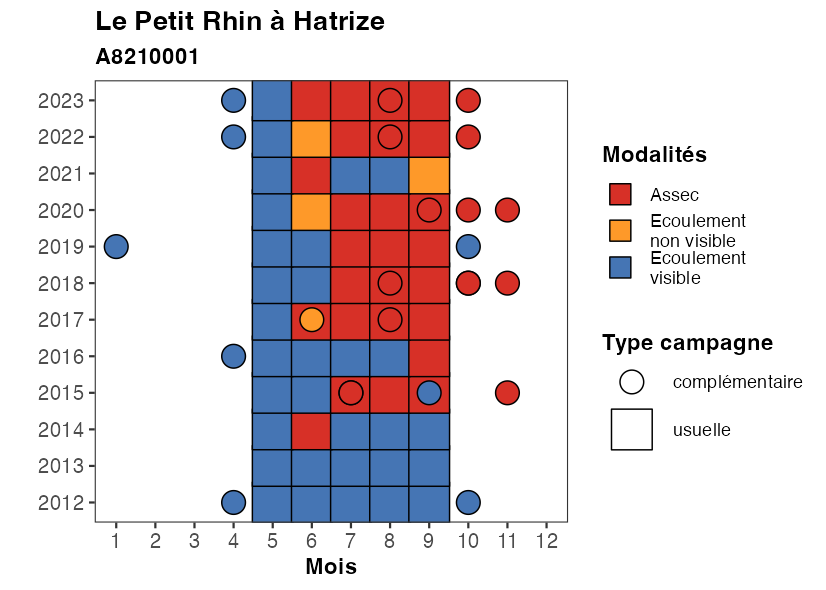 Le Petit Rhin à Hatrize
A8210001
2023
2022
2021
2020
2019
2018
2017
2016
2015
2014
2013
2012
1 2 3 4 5 6 7 8 9 10 11 12
Mois
Modalités
Assec
Ecoulement
non visible
Ecoulement
visible
Type campagne
complémentaire
usuelle